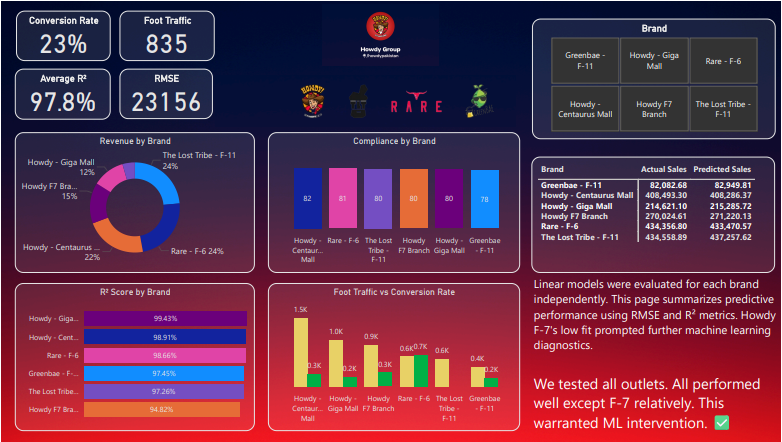 Conversion Rate
23%
Foot Traffic
835
Average R²
97.8%
RMSE
23156
Howdy Group
@howdypakistan
HOWDY!
RARE
Brand
Greenbae -
F-11
Howdy - Giga
Mall
Rare - F-6
Howdy -
Centaurus Mall
Howdy F7
Branch
The Lost Tribe -
F-11
Revenue by Brand
The Lost Tribe - F-11
24%
Rare - F-6 24%
Howdy - Centaurus ...
22%
Howdy F7 Bra...
15%
Howdy - Giga Mall
12%
Compliance by Brand
82 81 80 80 80 78
Howdy -
Centaur...
Mall
Rare - F-6
The Lost
Tribe -
F-11
Howdy
F7 Branch
Howdy -
Giga Mall
Greenbae
- F-11
Brand Actual Sales Predicted Sales
Greenbae - F-11 82,082.68 82,949.81
Howdy - Centaurus Mall 408,493.30 408,286.37
Howdy - Giga Mall 214,621.10 215,285.72
Howdy F7 Branch 270,024.61 271,220.13
Rare - F-6 434,356.80 433,470.57
The Lost Tribe - F-11 434,558.89 437,257.62
R² Score by Brand
Howdy - Giga... 99.43%
Howdy - Cent... 98.91%
Rare - F-6 98.66%
Greenbae - F-... 97.45%
The Lost Tribe... 97.26%
Howdy F7 Bra... 94.82%
Foot Traffic vs Conversion Rate
1.5K 0.3K 1.0K 0.2K 0.9K 0.3K 0.6K 0.7K 0.6K 0.4K 0.2K
Howdy -
Centaur...
Mall
Howdy -
Giga Mall
Howdy
F7 Branch
Rare - F-6
The Lost
Tribe -
F-11
Greenbae
- F-11
Linear models were evaluated for each brand
independently. This page summarizes predictive
performance using RMSE and R² metrics. Howdy
F-7's low fit prompted further machine learning
diagnostics.
We tested all outlets. All performed
well except F-7 relatively. This
warranted ML intervention. ✅